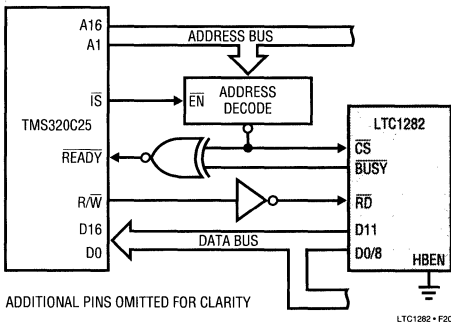 A16
A1
ADDRESS BUS
IS
EN
ADDRESS
DECODE
TMS320C25
LTC1282
READY
CS
BUSY
R/W
RD
D16
D11
D0
DATA BUS
D0/8
HBEN
ADDITIONAL PINS OMITTED FOR CLARITY
LTC1282 • F20